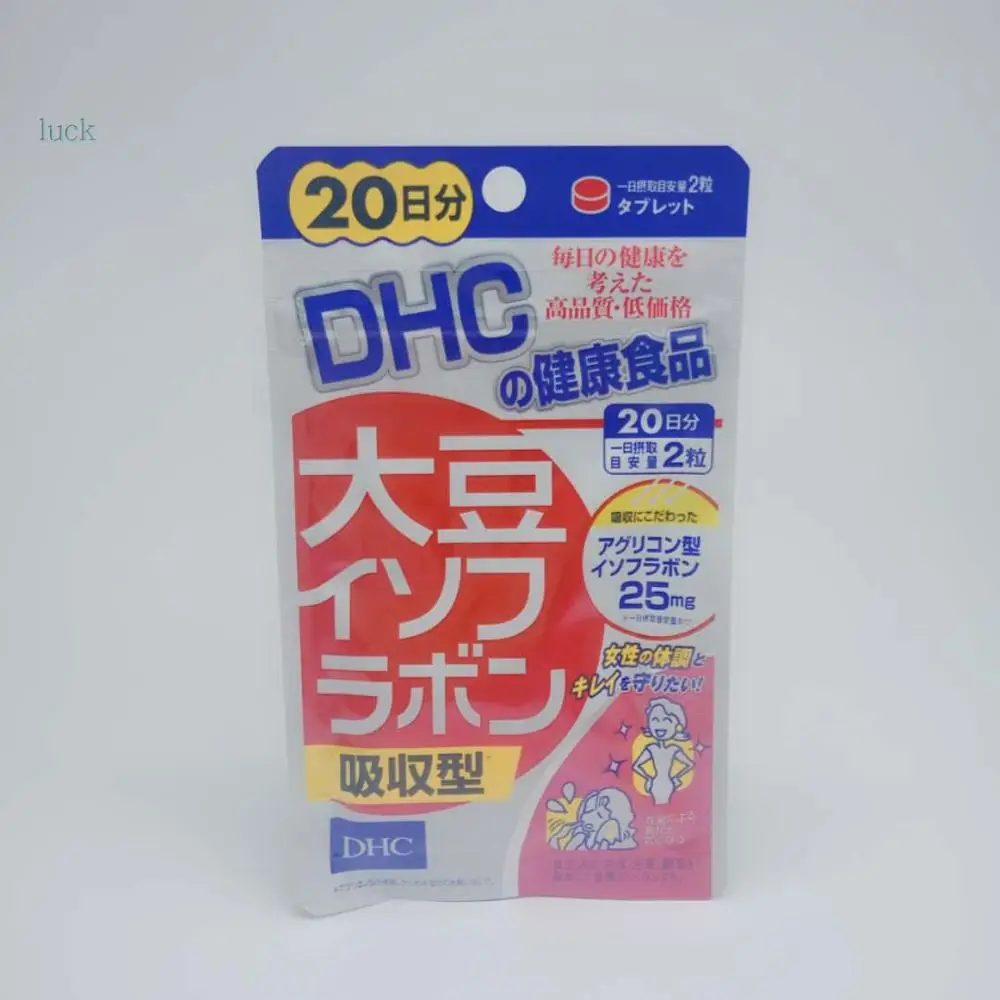 luck
20日分
一日摂取目安量2粒
タブレット
毎日の健康を
考えた
高品質・低価格
DHC
の健康食品
20日分
一日摂取
目安量 2粒
吸収にこだわった
アグリコン型
イソフラボン
25mg
大豆
イソフ
ラボン
吸収型
女性の体調と
キレイを守りたい!
DHC